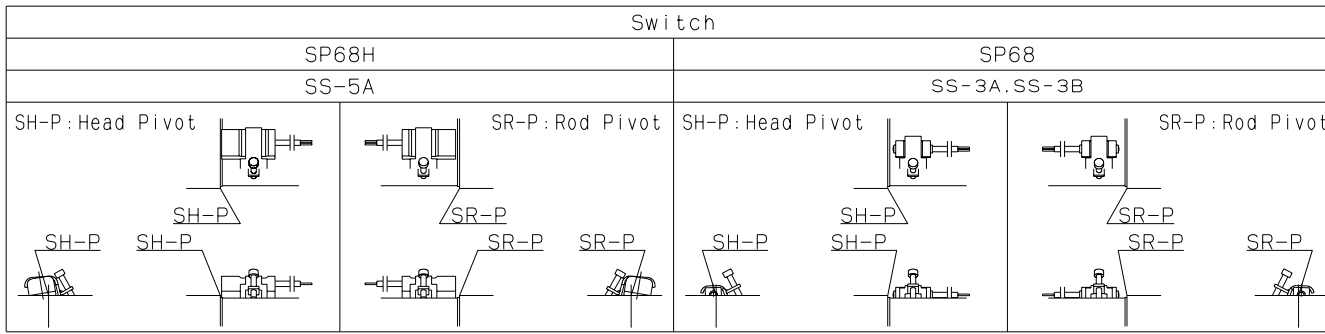 Switch
SP68H
SP68
SS-5A
SS-3A.SS-3B
SH-P:Head Pivot
SR-P:Rod Pivot
SH-P:Head Pivot
SR-P:Rod Pivot
SH-P
SR-P
SH-P
SR-P
SH-P
SH-P
SR-P
SR-P
SH-P
SH-P
SR-P
SR-P